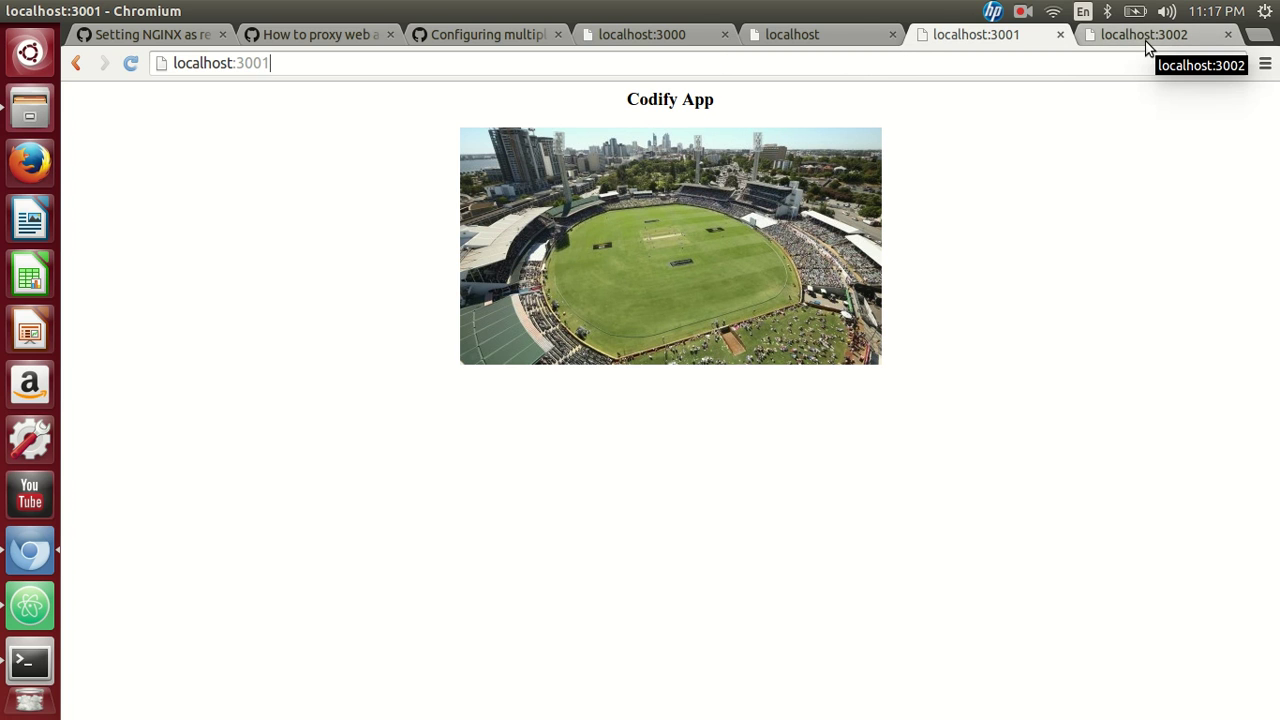 localhost:3001 - Chromium
hp
En
11:17 PM
Setting NGINX as re
How to proxy web a
Configuring multipl
localhost:3000
localhost
localhost:3001
localhost:3002
localhost:3001
localhost:3002
Codify App
a
You
Tube
>_